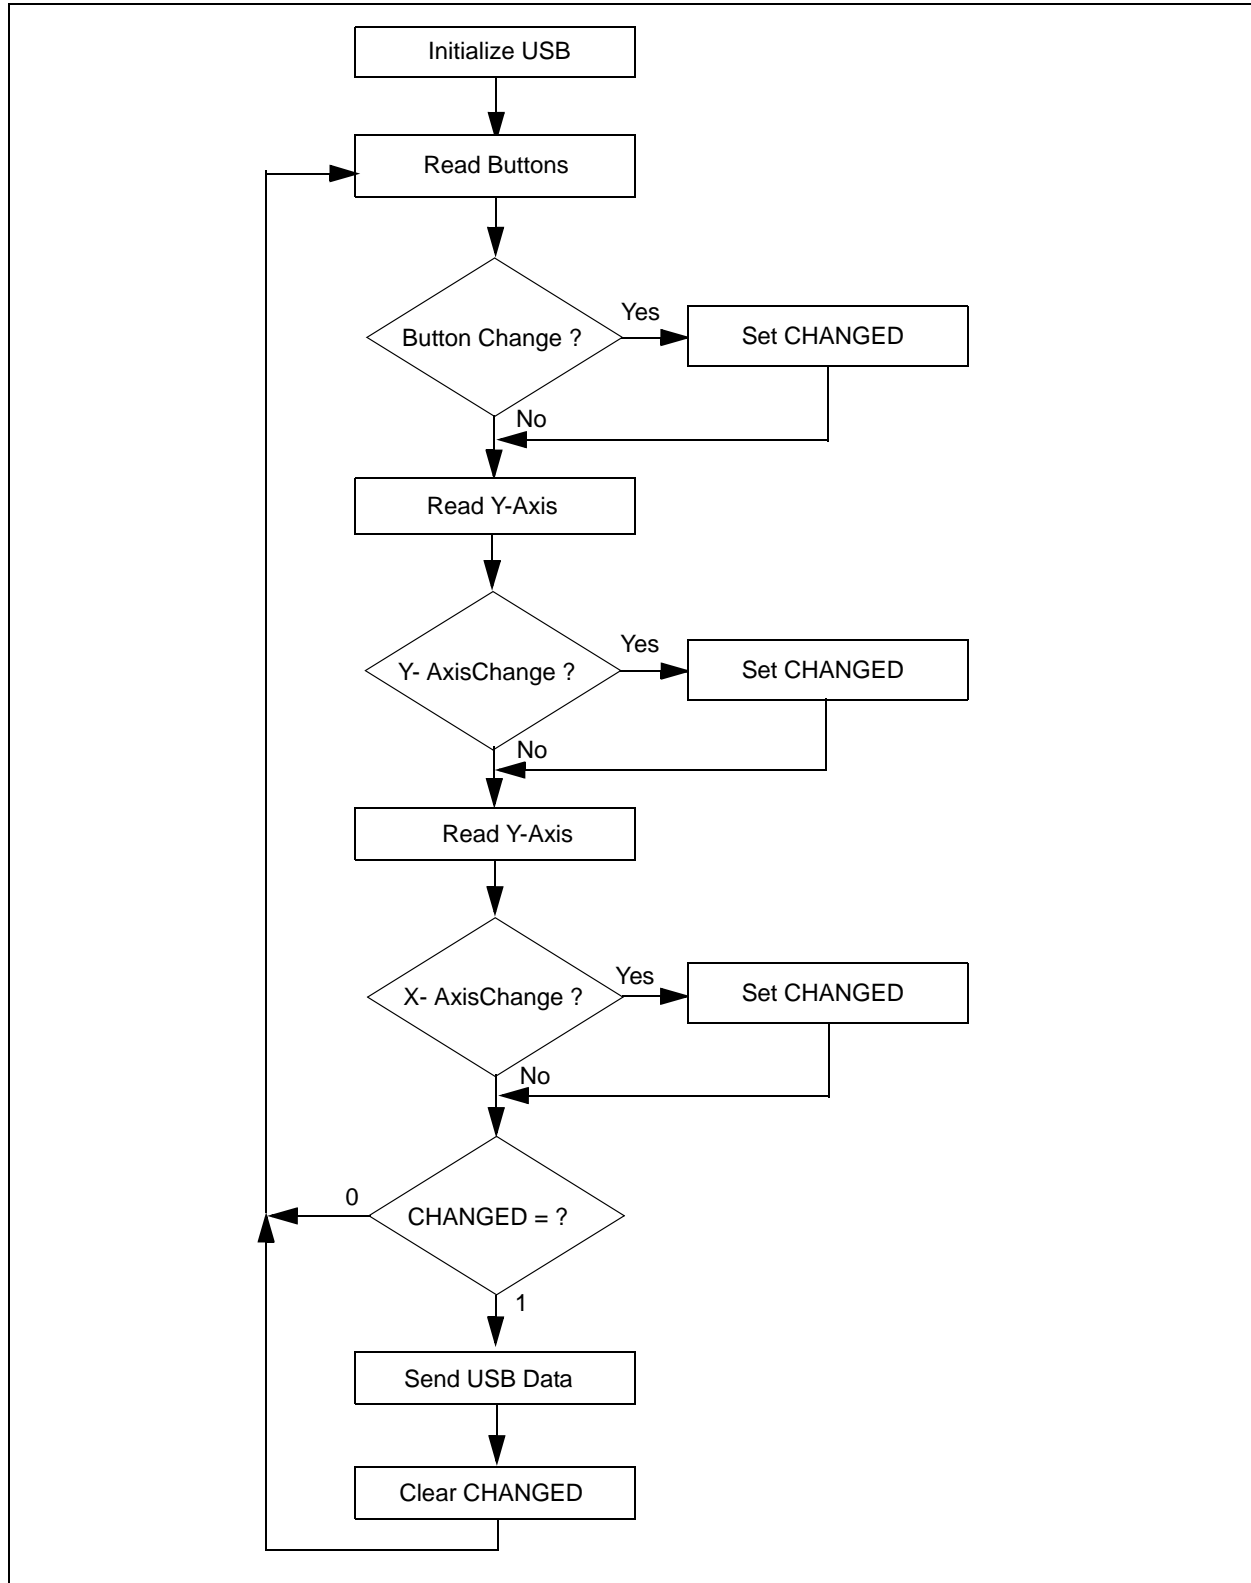 Initialize USB
Read Buttons
Button Change ?
Yes
Set CHANGED
No
Read Y-Axis
Y- AxisChange ?
Yes
Set CHANGED
No
Read Y-Axis
X- AxisChange ?
Yes
Set CHANGED
No
CHANGED = ?
0
1
Send USB Data
Clear CHANGED